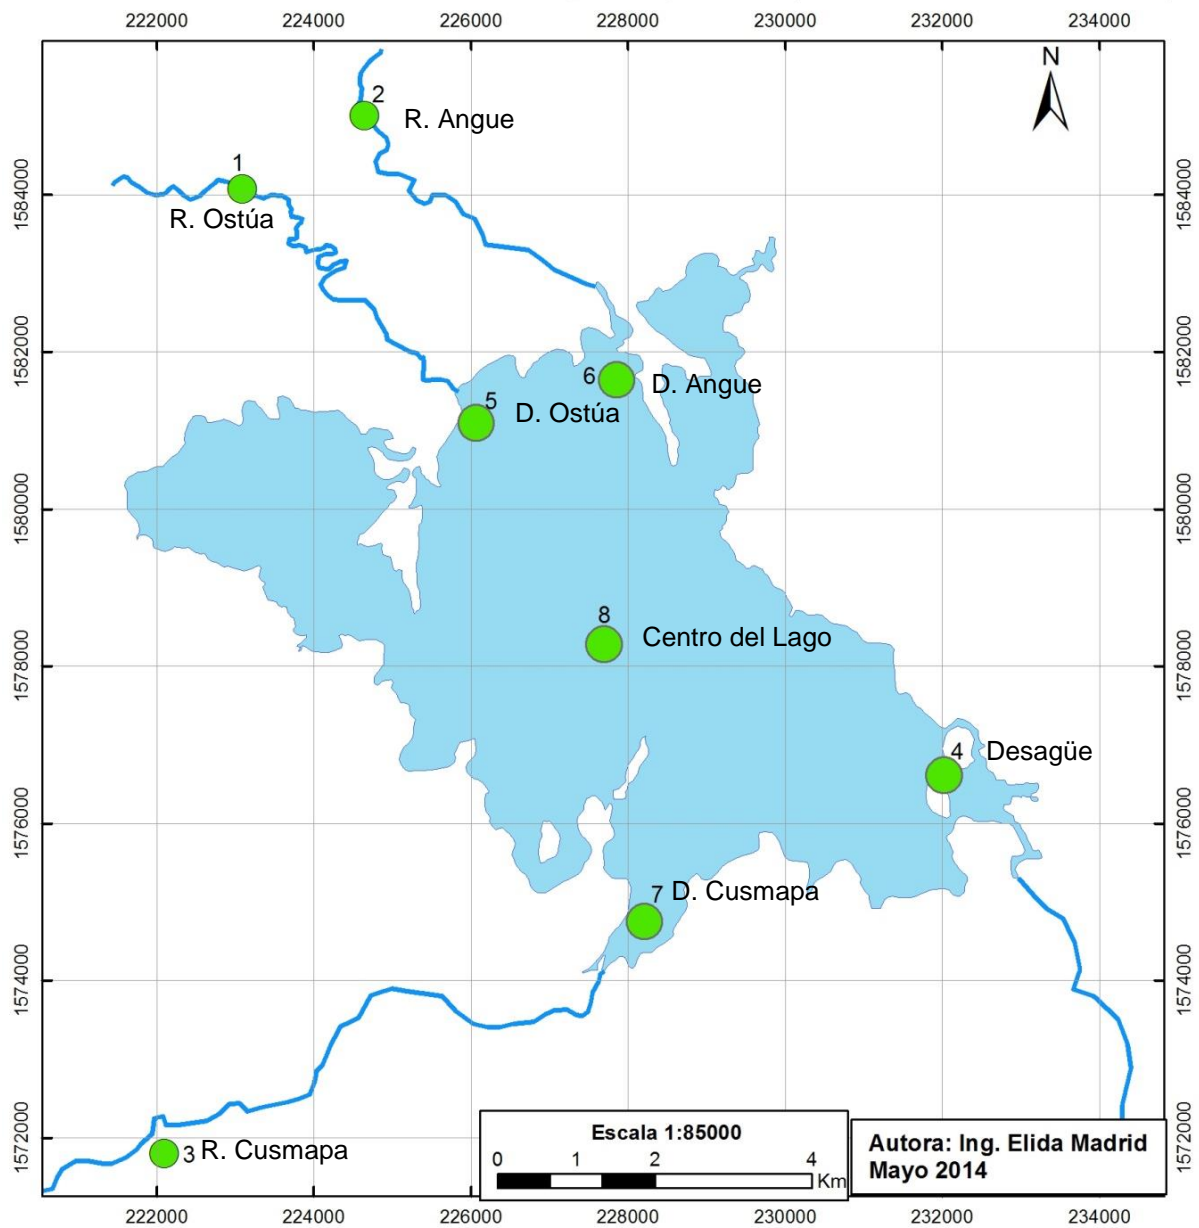 222000 224000 226000 228000 230000 232000 234000
N
2
R. Angue
1
R. Ostúa
1584000 1584000
1582000 1582000
6 D. Angue
5
D. Ostúa
1580000 1580000
8
Centro del Lago
1578000 1578000
4 Desagüe
1576000 1576000
7 D. Cusmapa
1574000 1574000
1572000 1572000
3 R. Cusmapa
Escala 1:85000
0 1 2 4
Km
Autora: Ing. Elida Madrid
Mayo 2014
222000 224000 226000 228000 230000 232000 234000